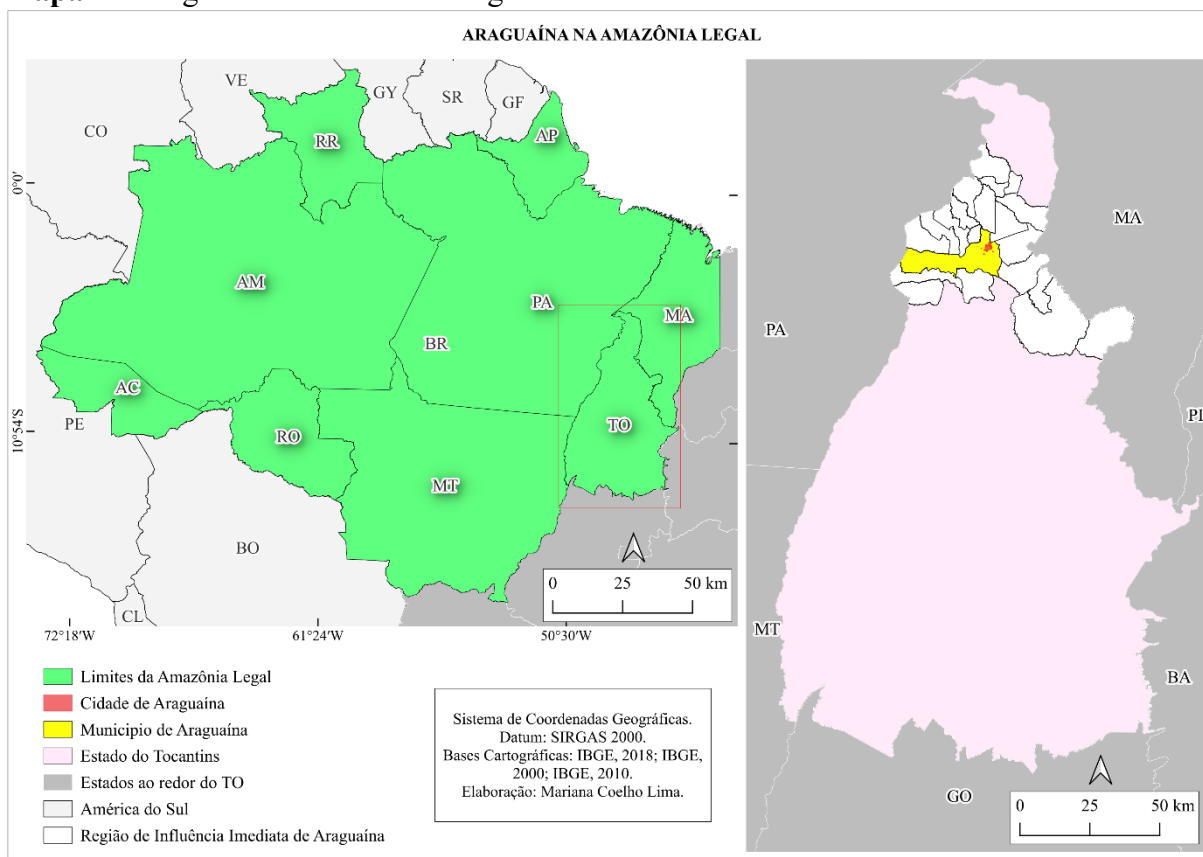 ARAGUAÍNA NA AMAZÔNIA LEGAL
VE
GY
SR
GF
CO
RR
AP
0°0'
MA
AM
PA
MA
BR
PA
AC
PE
TO
10°54'S
RO
PI
MT
BO
0 25 50 km
CL
72°18'W 61°24'W 50°30'W
MT
BA
GO
0 25 50 km
Limites da Amazônia Legal
Cidade de Araguaína
Municipio de Araguaína
Estado do Tocantins
Estados ao redor do TO
América do Sul
Região de Influência Imediata de Araguaína
Sistema de Coordenadas Geográficas.
Datum: SIRGAS 2000.
Bases Cartográficas: IBGE, 2018; IBGE,
2000; IBGE, 2010.
Elaboração: Mariana Coelho Lima.